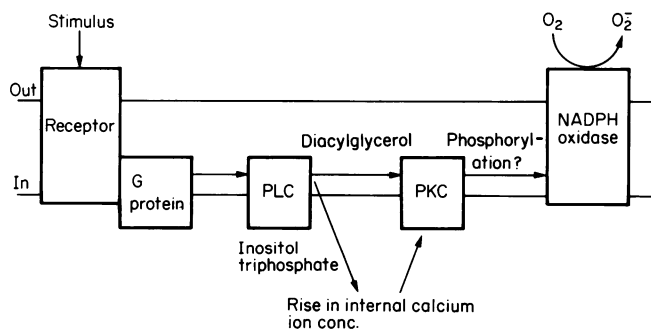 Stimulus
O₂
O₂⁻
Out
Receptor
NADPH
oxidase
Diacylglycerol
Phosphoryl-
ation?
In
G
protein
PLC
PKC
Inositol
triphosphate
Rise in internal calcium
ion conc.